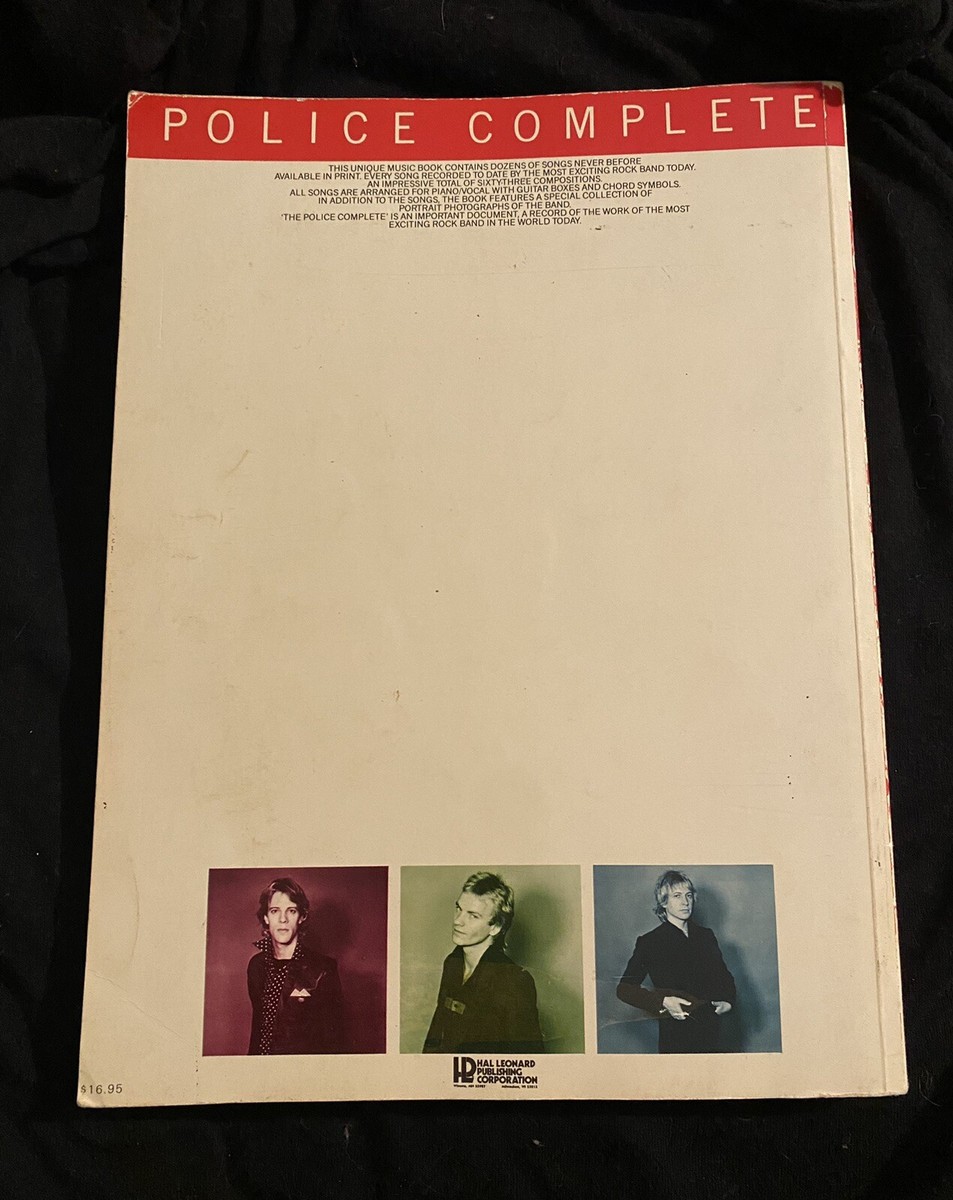 POLICE COMPLETE
THIS UNIQUE MUSIC BOOK CONTAINS DOZENS OF SONGS NEVER BEFORE
AVAILABLE IN PRINT. EVERY SONG RECORDED TO DATE BY THE MOST EXCITING ROCK BAND TODAY.
AN IMPRESSIVE TOTAL OF SIXTY-THREE COMPOSITIONS.
ALL SONGS ARE ARRANGED FOR PIANO/VOCAL WITH GUITAR BOXES AND CHORD SYMBOLS.
IN ADDITION TO THE SONGS, THE BOOK FEATURES A SPECIAL COLLECTION OF
PORTRAIT PHOTOGRAPHS OF THE BAND.
'THE POLICE COMPLETE' IS AN IMPORTANT DOCUMENT, A RECORD OF THE WORK OF THE MOST
EXCITING ROCK BAND IN THE WORLD TODAY.
HL HAL LEONARD
PUBLISHING
CORPORATION
$16.95